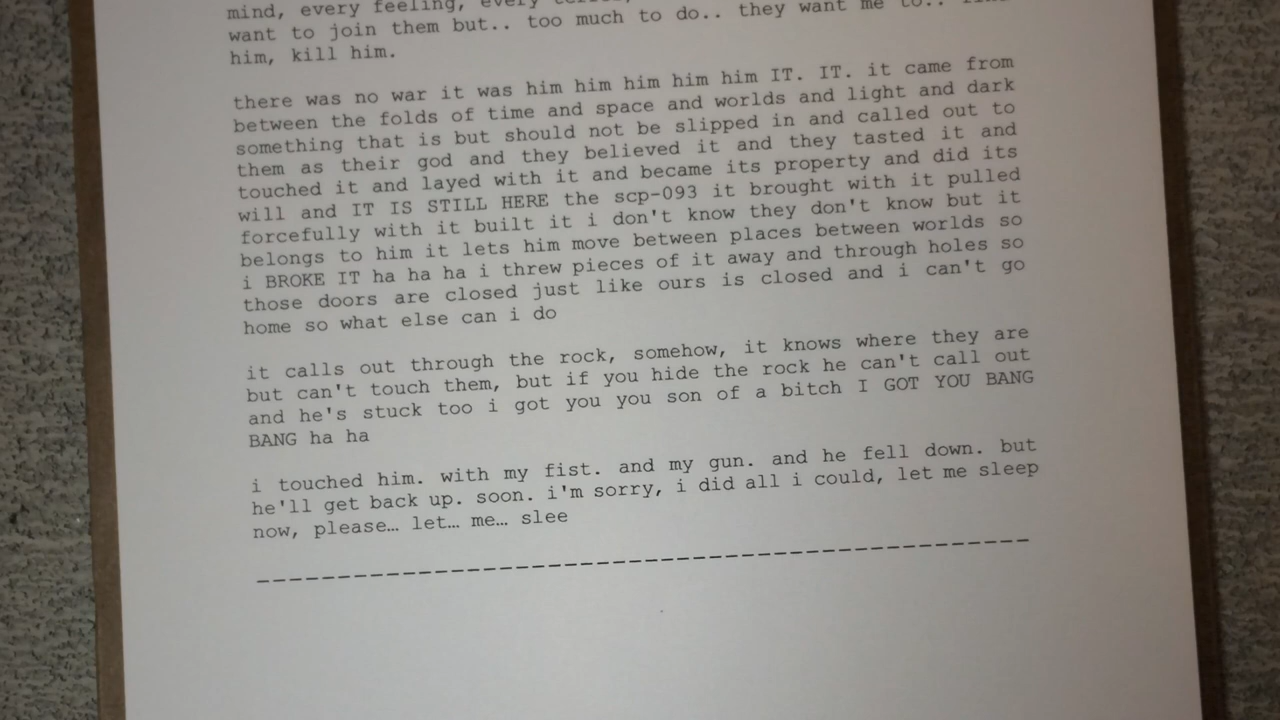 mind, every feeling, every
want to join them but.. too much to do.. they want me to..
him, kill him.
there was no war it was him him him him him IT. IT. it came from
between the folds of time and space and worlds and light and dark
something that is but should not be slipped in and called out to
them as their god and they believed it and they tasted it and
touched it and layed with it and became its property and did its
will and IT IS STILL HERE the scp-093 it brought with it pulled
forcefully with it built it i don't know they don't know but it
belongs to him it lets him move between places between worlds so
i BROKE IT ha ha ha i threw pieces of it away and through holes so
those doors are closed just like ours is closed and i can't go
home so what else can i do
it calls out through the rock, somehow, it knows where they are
but can't touch them, but if you hide the rock he can't call out
and he's stuck too i got you you son of a bitch I GOT YOU BANG
BANG ha ha
i touched him. with my fist. and my gun. and he fell down. but
he'll get back up. soon. i'm sorry, i did all i could, let me sleep
now, please… let… me… slee